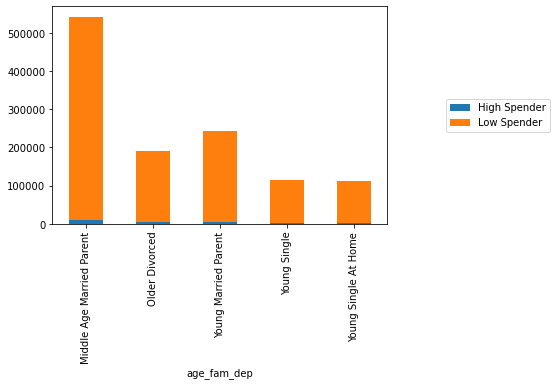 500000
400000
300000
200000
100000
0
High Spender
Low Spender
Middle Age Married Parent
Older Divorced
Young Married Parent
Young Single
Young Single At Home
age_fam_dep